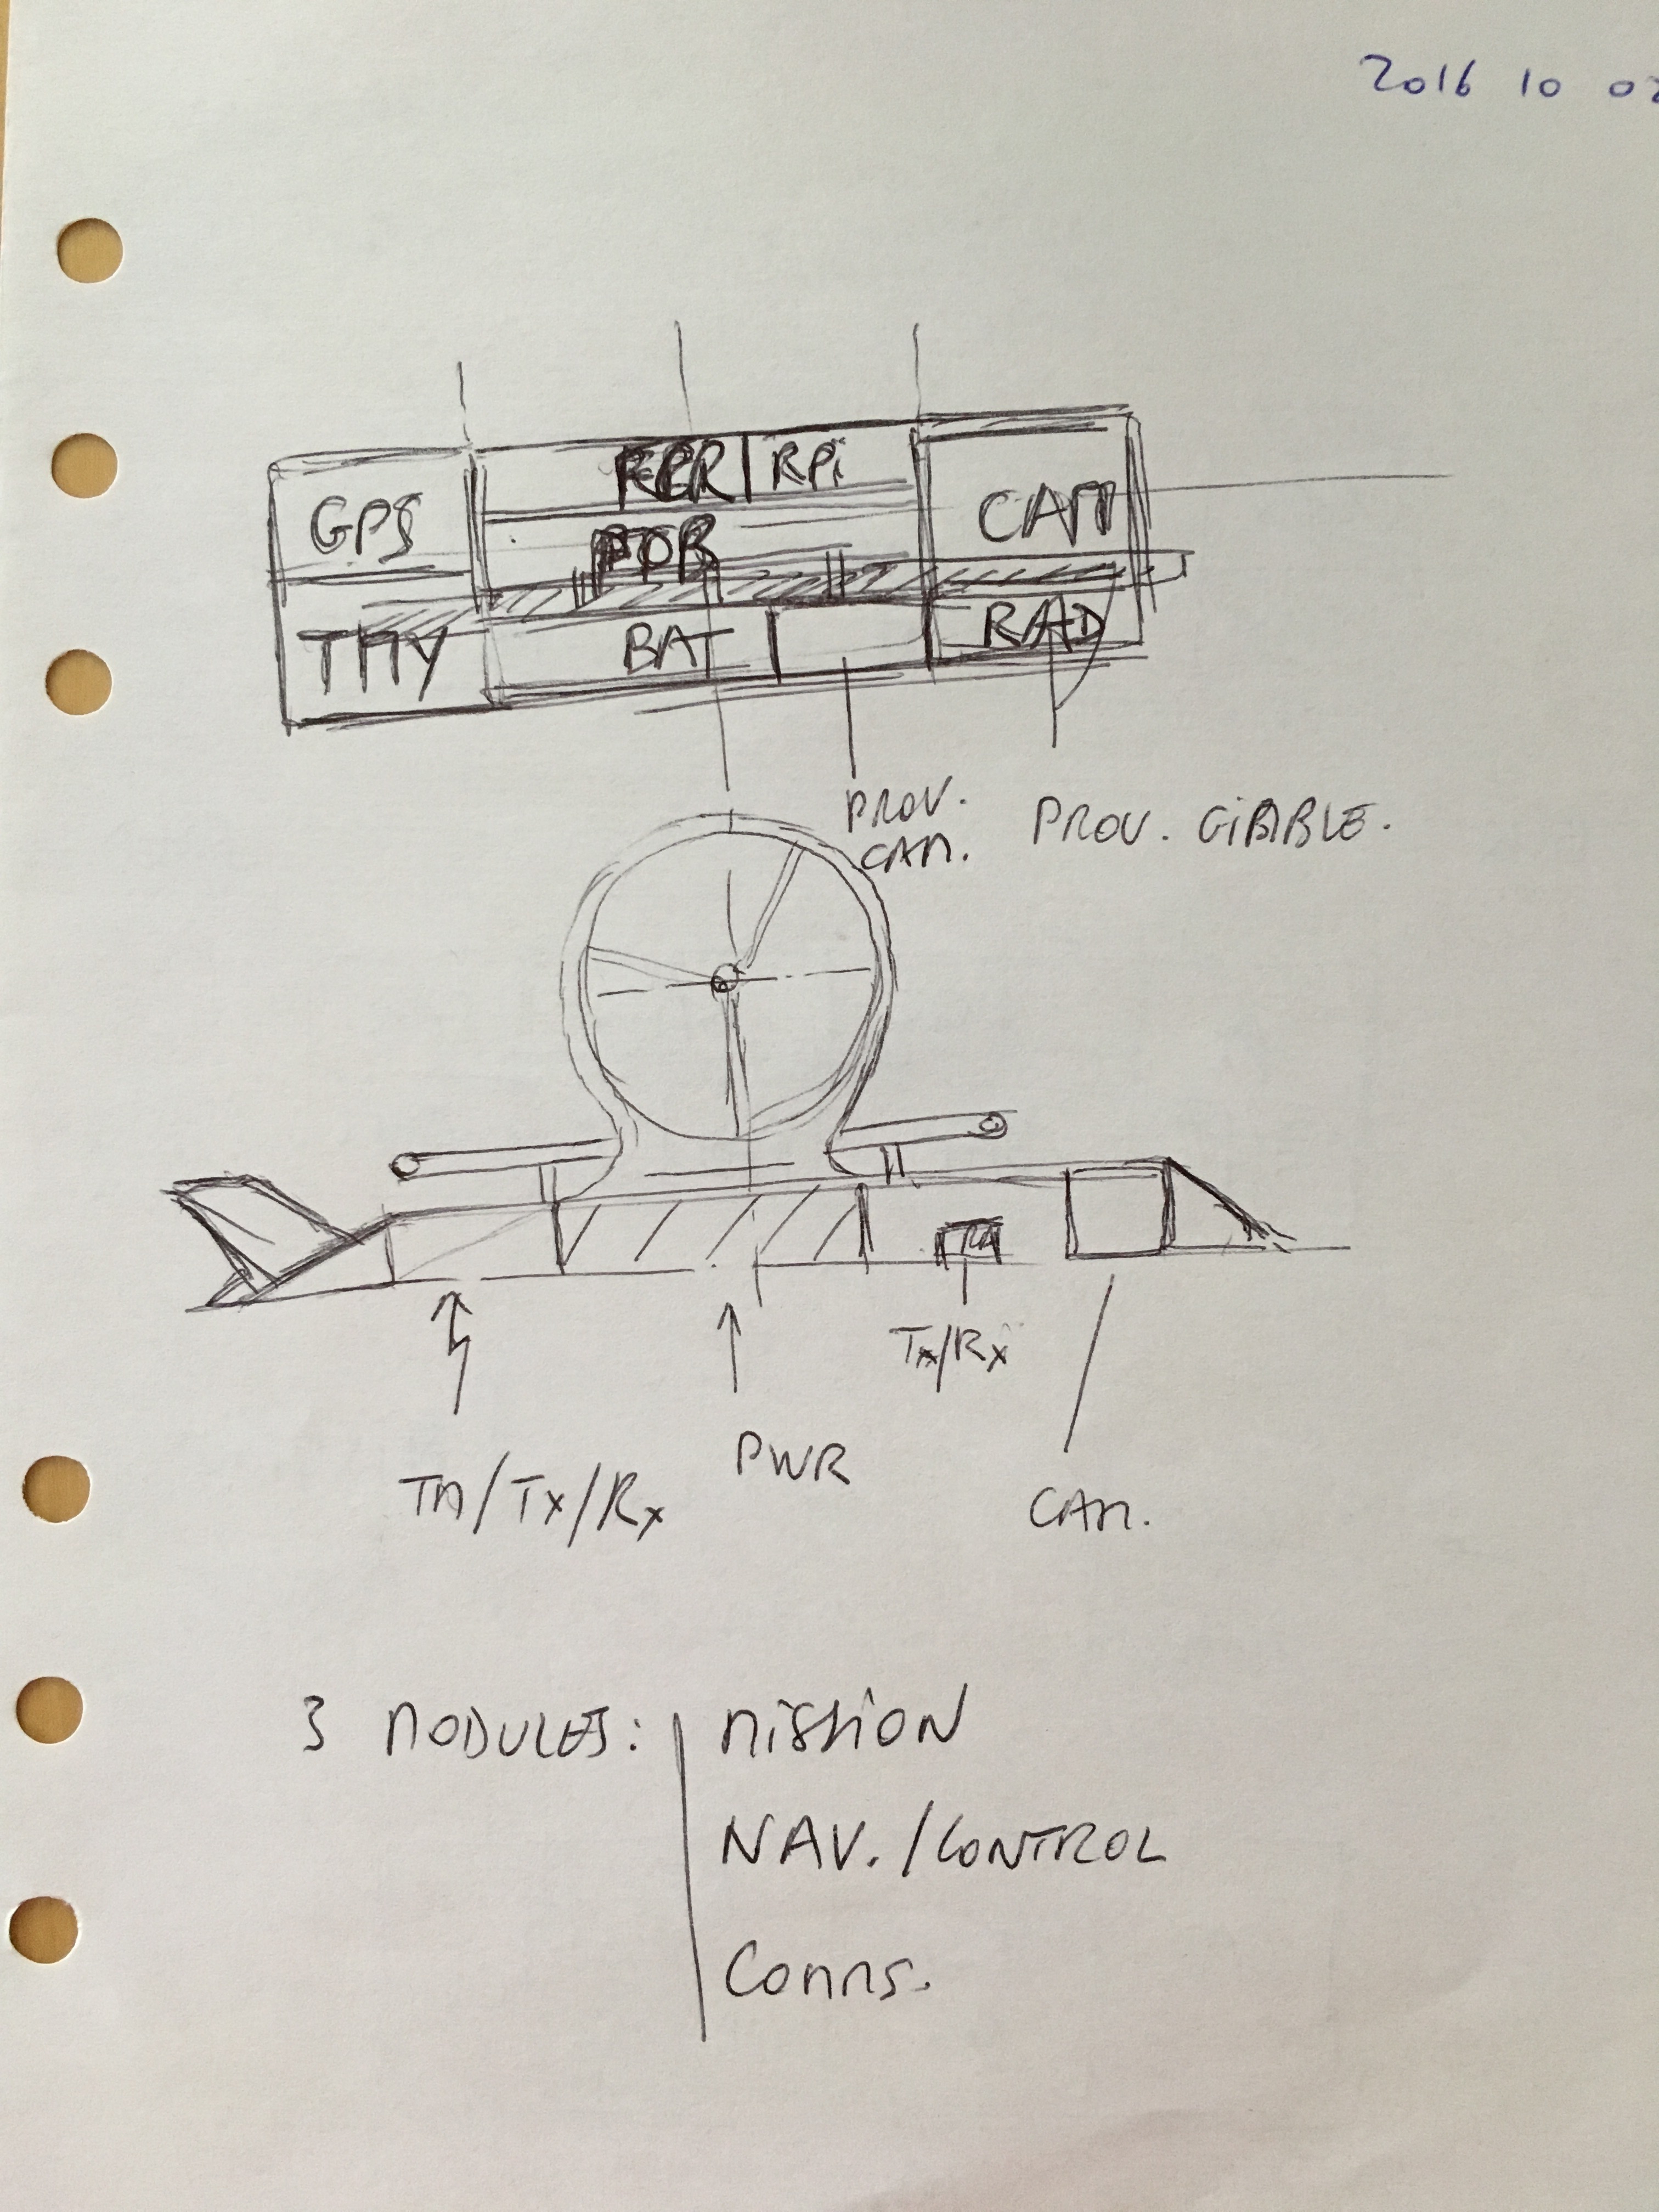 2016 10 02
RPi
GPS
CAM
PDB
TMY
BAT
RAD
PROV.
CAM.
PROV. GiMBLE.
Tx/Rx
PWR
TM/Tx/Rx
CAM.
3 MODULES:
MiSSiON
NAV./CONTROL
COMMS.